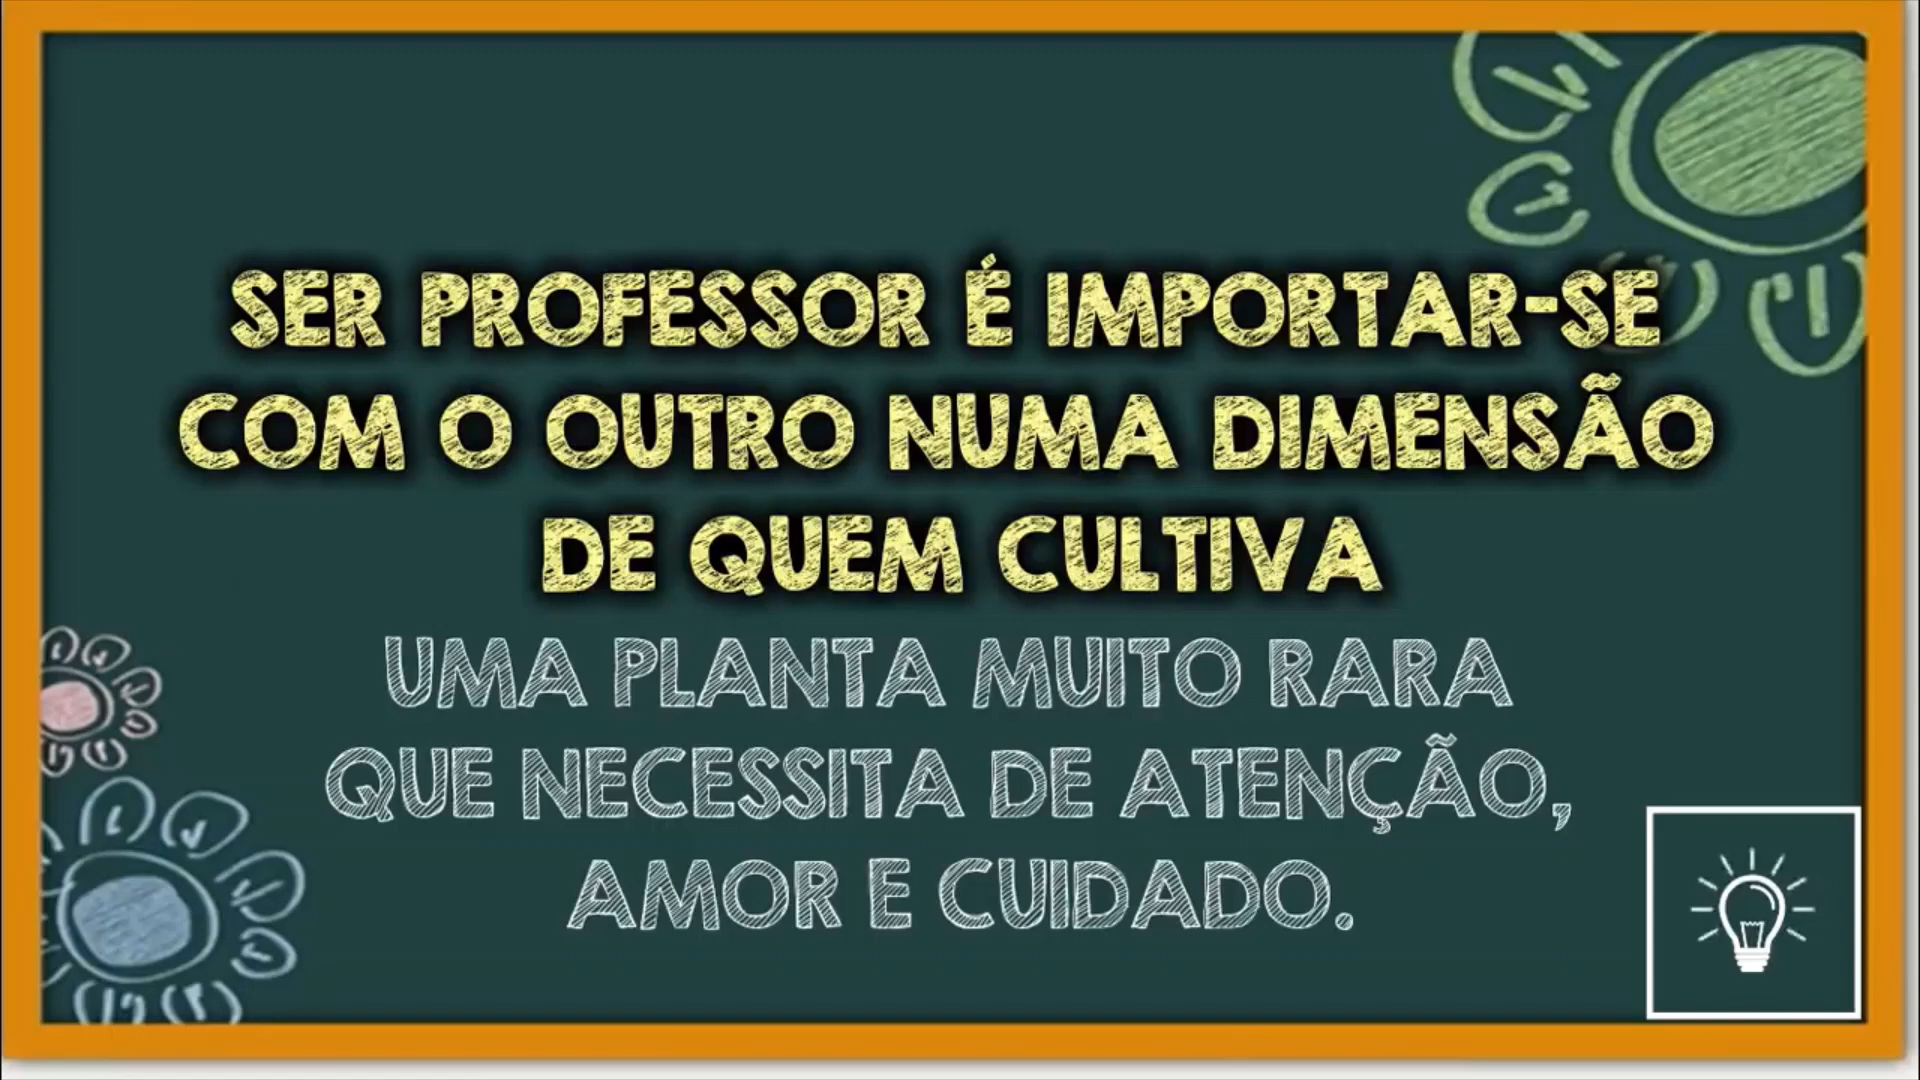 SER PROFESSOR É IMPORTAR-SE
COM O OUTRO NUMA DIMENSÃO
DE QUEM CULTIVA
UMA PLANTA MUITO RARA
QUE NECESSITA DE ATENÇÃO,
AMOR E CUIDADO.